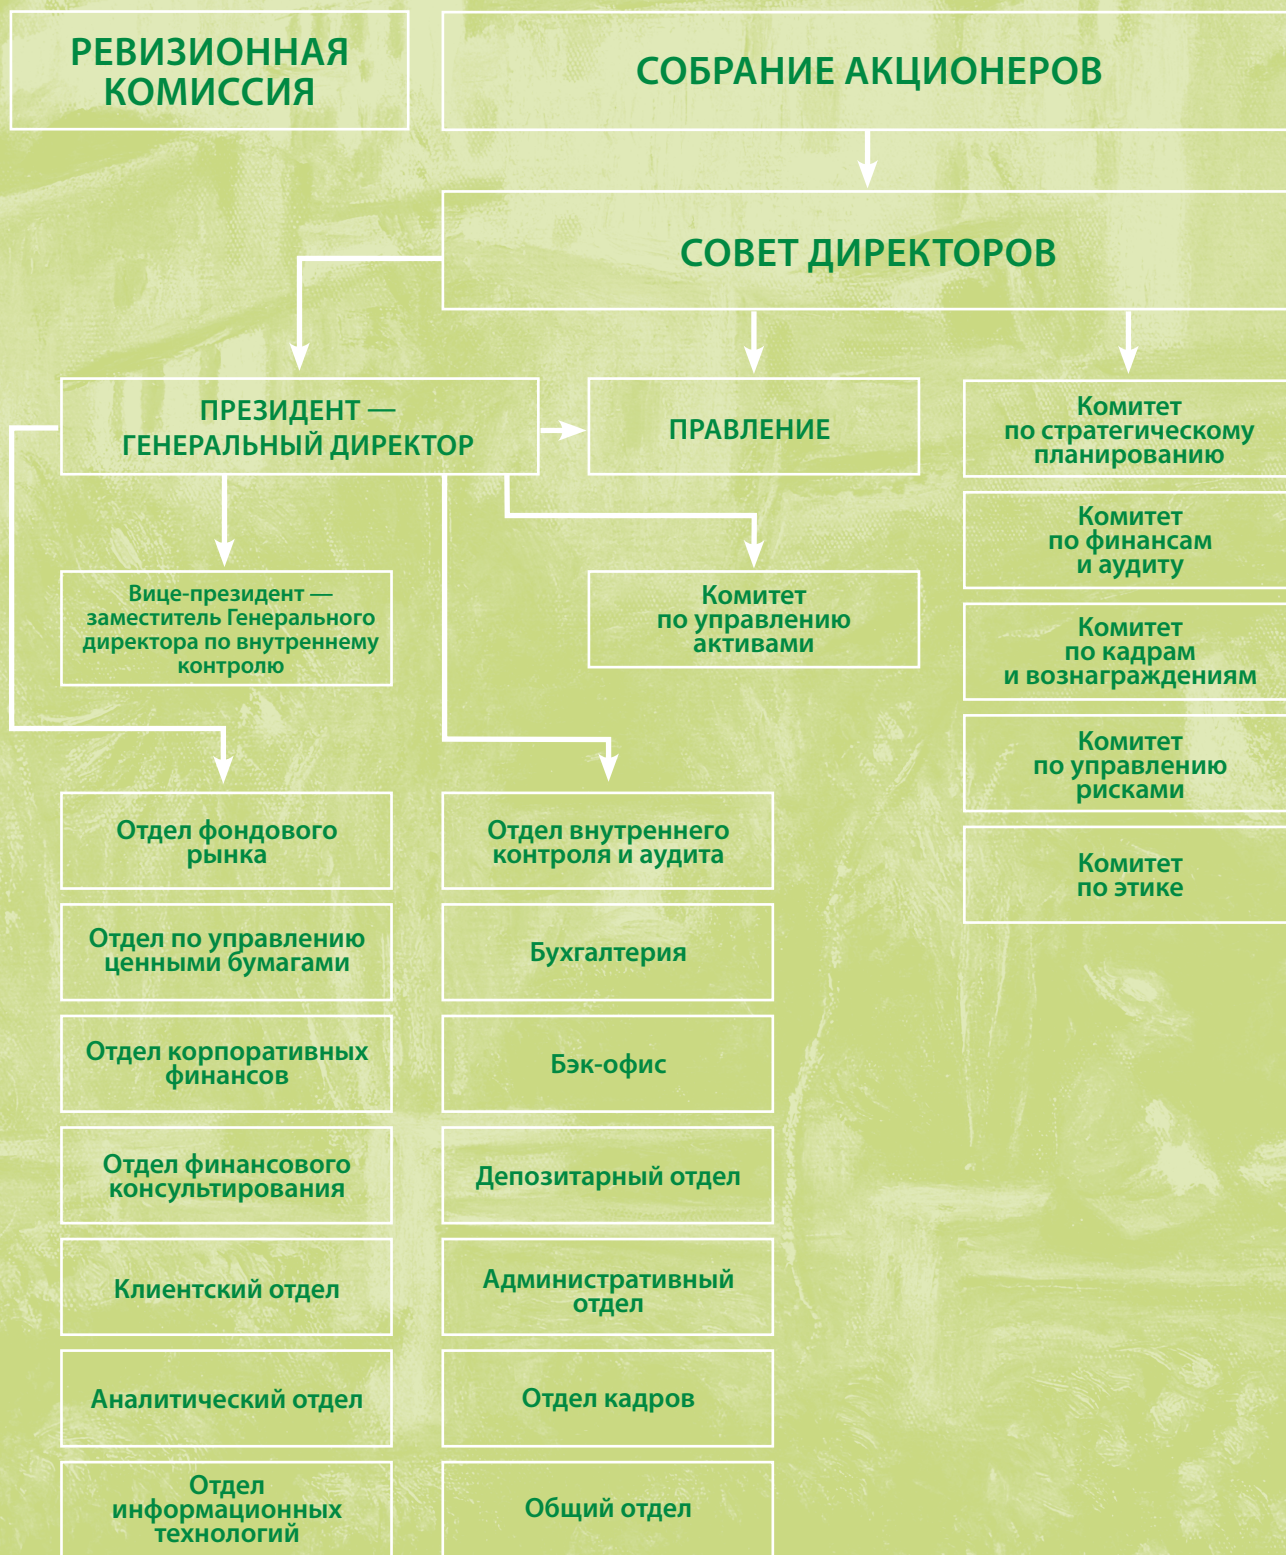 РЕВИЗИОННАЯ
КОМИССИЯ
СОБРАНИЕ АКЦИОНЕРОВ
СОВЕТ ДИРЕКТОРОВ
ПРЕЗИДЕНТ —
ГЕНЕРАЛЬНЫЙ ДИРЕКТОР
ПРАВЛЕНИЕ
Комитет
по стратегическому
планированию
Комитет
по финансам
и аудиту
Комитет
по кадрам
и вознаграждениям
Комитет
по управлению
рисками
Комитет
по этике
Вице-президент —
заместитель Генерального
директора по внутреннему
контролю
Комитет
по управлению
активами
Отдел фондового
рынка
Отдел по управлению
ценными бумагами
Отдел корпоративных
финансов
Отдел финансового
консультирования
Клиентский отдел
Аналитический отдел
Отдел
информационных
технологий
Отдел внутреннего
контроля и аудита
Бухгалтерия
Бэк-офис
Депозитарный отдел
Административный
отдел
Отдел кадров
Общий отдел